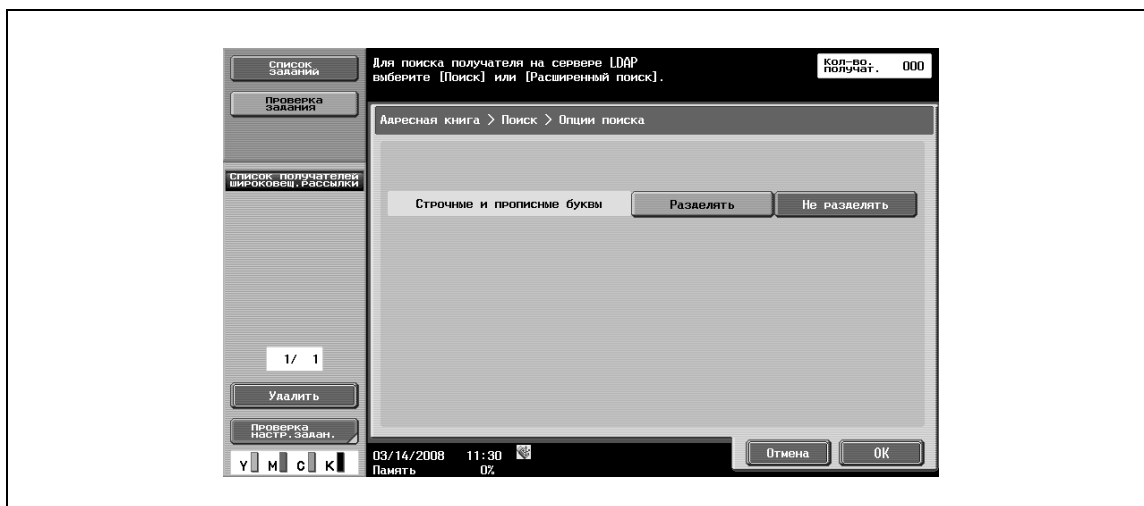 Список
заданий
Проверка
задания
Список получателей
широковещ.рассылки
1/ 1
Удалить
Проверка
настр.задан.
Y M C K
Для поиска получателя на сервере LDAP
выберите [Поиск] или [Расширенный поиск].
Кол-во.
получат. 000
Адресная книга > Поиск > Опции поиска
Строчные и прописные буквы Разделять Не разделять
03/14/2008 11:30
Память 0%
Отмена OK